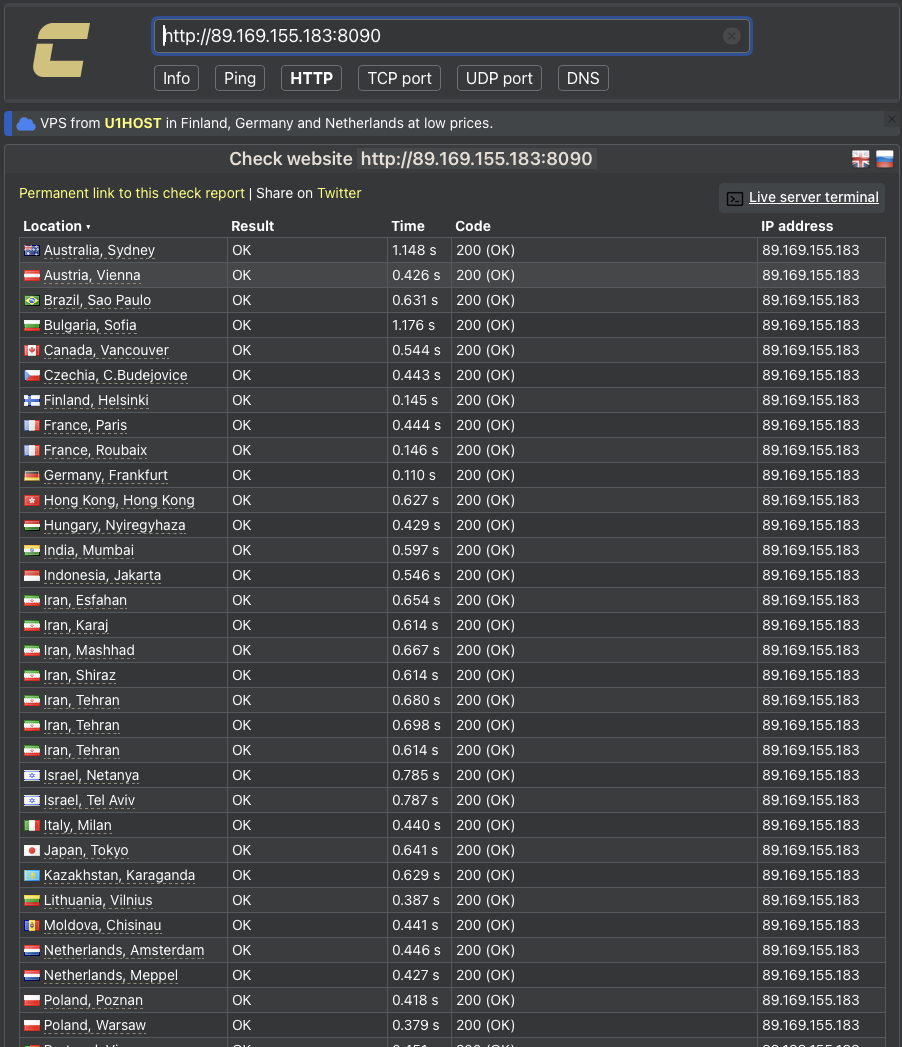 http://89.169.155.183:8090
Info Ping HTTP TCP port UDP port DNS
VPS from U1HOST in Finland, Germany and Netherlands at low prices.
Check website http://89.169.155.183:8090
Permanent link to this check report | Share on Twitter
Live server terminal
Location Result Time Code IP address
Australia, Sydney OK 1.148 s 200 (OK) 89.169.155.183
Austria, Vienna OK 0.426 s 200 (OK) 89.169.155.183
Brazil, Sao Paulo OK 0.631 s 200 (OK) 89.169.155.183
Bulgaria, Sofia OK 1.176 s 200 (OK) 89.169.155.183
Canada, Vancouver OK 0.544 s 200 (OK) 89.169.155.183
Czechia, C.Budejovice OK 0.443 s 200 (OK) 89.169.155.183
Finland, Helsinki OK 0.145 s 200 (OK) 89.169.155.183
France, Paris OK 0.444 s 200 (OK) 89.169.155.183
France, Roubaix OK 0.146 s 200 (OK) 89.169.155.183
Germany, Frankfurt OK 0.110 s 200 (OK) 89.169.155.183
Hong Kong, Hong Kong OK 0.627 s 200 (OK) 89.169.155.183
Hungary, Nyiregyhaza OK 0.429 s 200 (OK) 89.169.155.183
India, Mumbai OK 0.597 s 200 (OK) 89.169.155.183
Indonesia, Jakarta OK 0.546 s 200 (OK) 89.169.155.183
Iran, Esfahan OK 0.654 s 200 (OK) 89.169.155.183
Iran, Karaj OK 0.614 s 200 (OK) 89.169.155.183
Iran, Mashhad OK 0.667 s 200 (OK) 89.169.155.183
Iran, Shiraz OK 0.614 s 200 (OK) 89.169.155.183
Iran, Tehran OK 0.680 s 200 (OK) 89.169.155.183
Iran, Tehran OK 0.698 s 200 (OK) 89.169.155.183
Iran, Tehran OK 0.614 s 200 (OK) 89.169.155.183
Israel, Netanya OK 0.785 s 200 (OK) 89.169.155.183
Israel, Tel Aviv OK 0.787 s 200 (OK) 89.169.155.183
Italy, Milan OK 0.440 s 200 (OK) 89.169.155.183
Japan, Tokyo OK 0.641 s 200 (OK) 89.169.155.183
Kazakhstan, Karaganda OK 0.629 s 200 (OK) 89.169.155.183
Lithuania, Vilnius OK 0.387 s 200 (OK) 89.169.155.183
Moldova, Chisinau OK 0.441 s 200 (OK) 89.169.155.183
Netherlands, Amsterdam OK 0.446 s 200 (OK) 89.169.155.183
Netherlands, Meppel OK 0.427 s 200 (OK) 89.169.155.183
Poland, Poznan OK 0.418 s 200 (OK) 89.169.155.183
Poland, Warsaw OK 0.379 s 200 (OK) 89.169.155.183